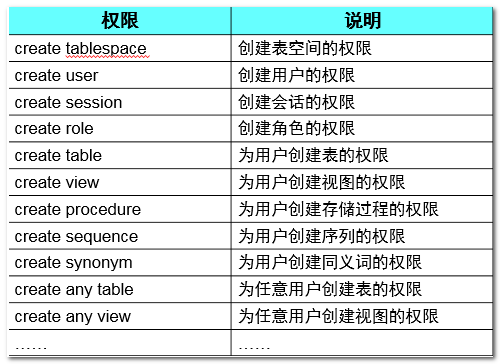 权限 说明
create tablespace 创建表空间的权限
create user 创建用户的权限
create session 创建会话的权限
create role 创建角色的权限
create table 为用户创建表的权限
create view 为用户创建视图的权限
create procedure 为用户创建存储过程的权限
create sequence 为用户创建序列的权限
create synonym 为用户创建同义词的权限
create any table 为任意用户创建表的权限
create any view 为任意用户创建视图的权限
…… ……